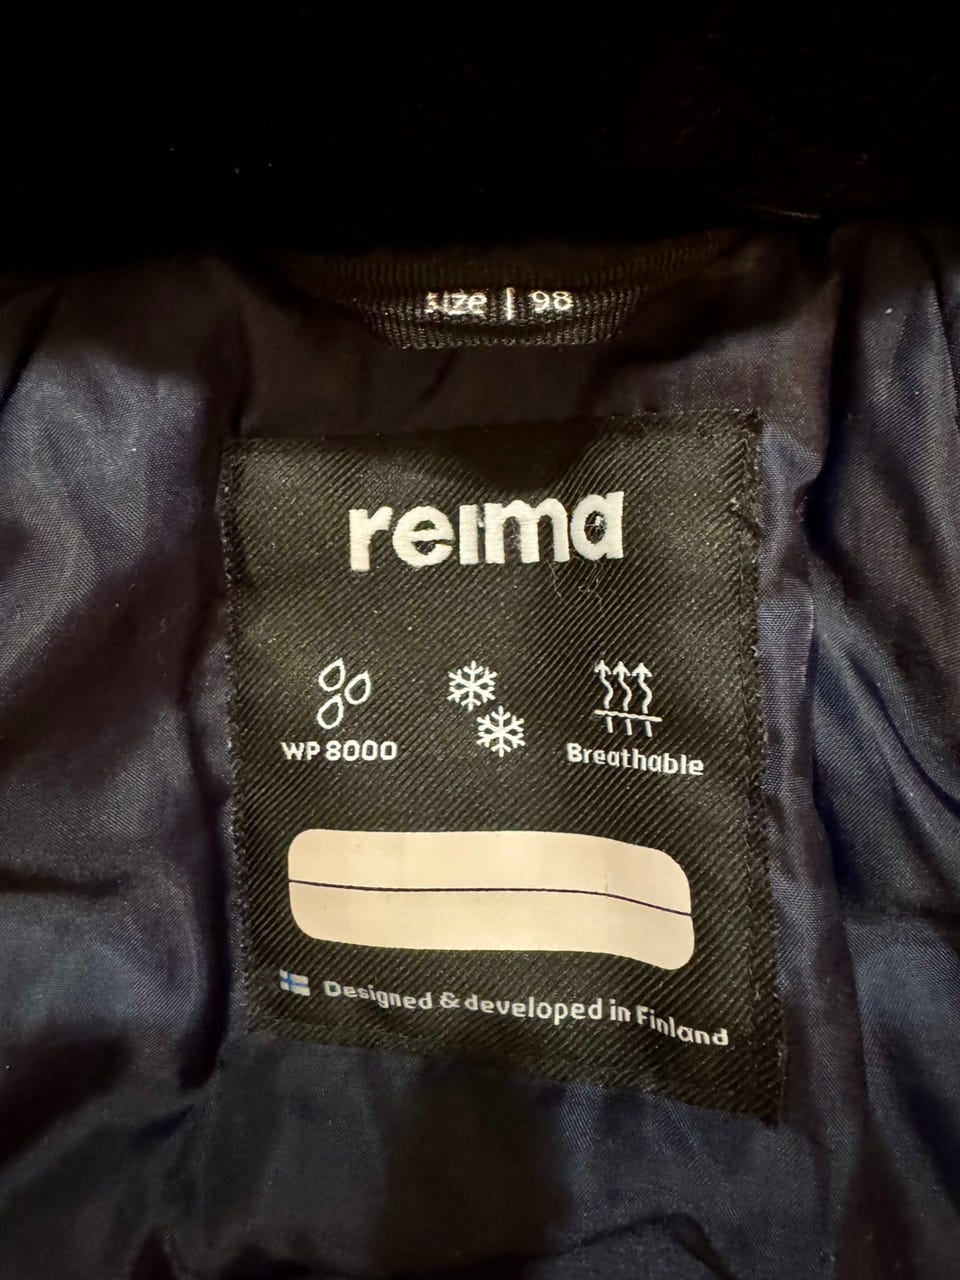 size | 98
reima
WP 8000
Breathable
Designed & developed in Finland